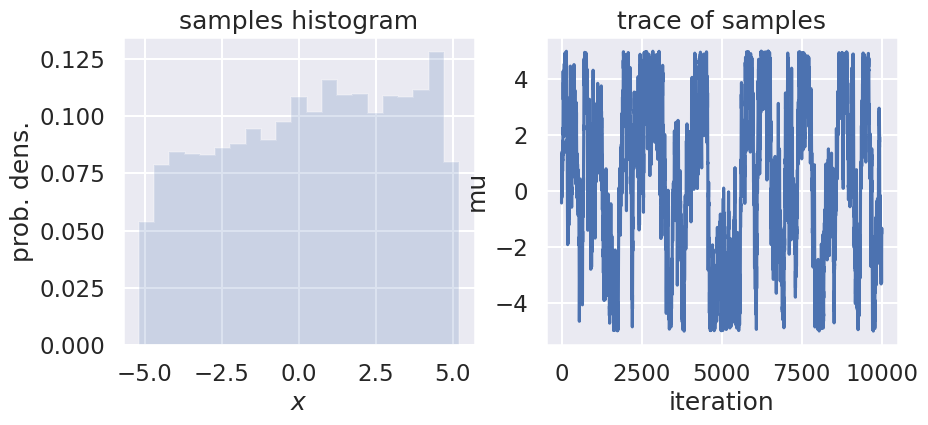 samples histogram
prob. dens.
0.125
0.100
0.075
0.050
0.025
0.000
−5.0 −2.5 0.0 2.5 5.0
x
trace of samples
mu
4
2
0
−2
−4
0 2500 5000 7500 10000
iteration